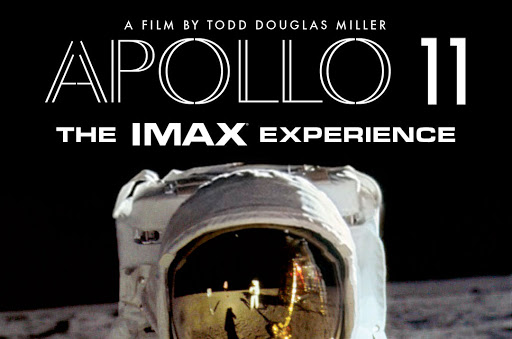 A FILM BY TODD DOUGLAS MILLER
APOLLO 11
THE IMAX EXPERIENCE